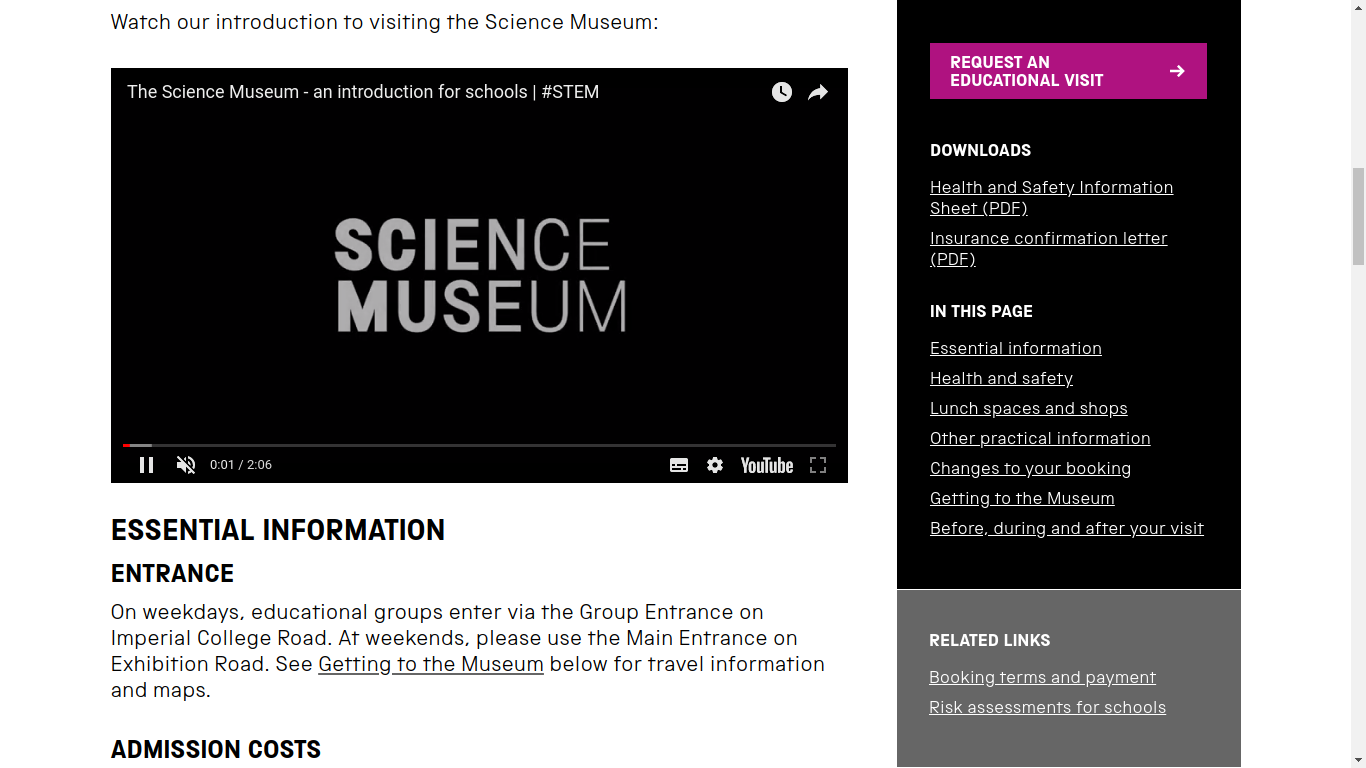 Watch our introduction to visiting the Science Museum:
The Science Museum - an introduction for schools | #STEM
SCIENCE
MUSEUM
0:01 / 2:06
YouTube
ESSENTIAL INFORMATION
ENTRANCE
On weekdays, educational groups enter via the Group Entrance on
Imperial College Road. At weekends, please use the Main Entrance on
Exhibition Road. See Getting to the Museum below for travel information
and maps.
ADMISSION COSTS
REQUEST AN
EDUCATIONAL VISIT
DOWNLOADS
Health and Safety Information
Sheet (PDF)
Insurance confirmation letter
(PDF)
IN THIS PAGE
Essential information
Health and safety
Lunch spaces and shops
Other practical information
Changes to your booking
Getting to the Museum
Before, during and after your visit
RELATED LINKS
Booking terms and payment
Risk assessments for schools